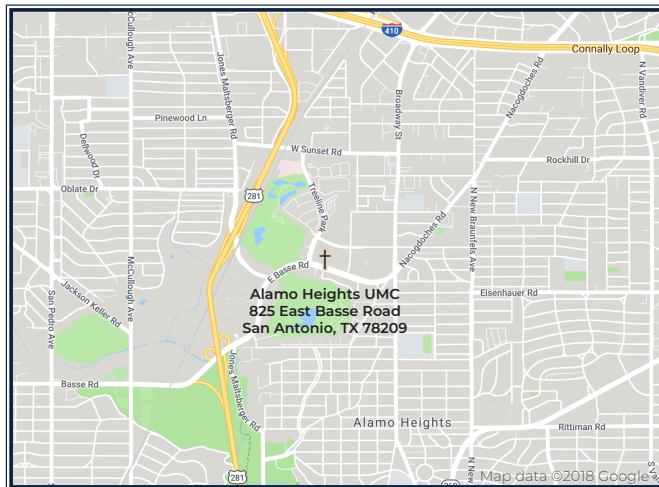 410
Connally Loop
McCullough Ave
Jones Maltsberger Rd
Broadway St
Nacogdoches Rd
N Vandiver Rd
Pinewood Ln
Dellwood Dr
W Sunset Rd
Rockhill Dr
Oblate Dr
281
Treeline Park
N New Braunfels Ave
Nacogdoches Rd
E Basse Rd
McCullough Ave
San Pedro Ave
Jackson Keller Rd
Alamo Heights UMC
825 East Basse Road
San Antonio, TX 78209
Eisenhauer Rd
Basse Rd
Jones Maltsberger Rd
Alamo Heights
Rittiman Rd
N New
281
Map data ©2018 Google